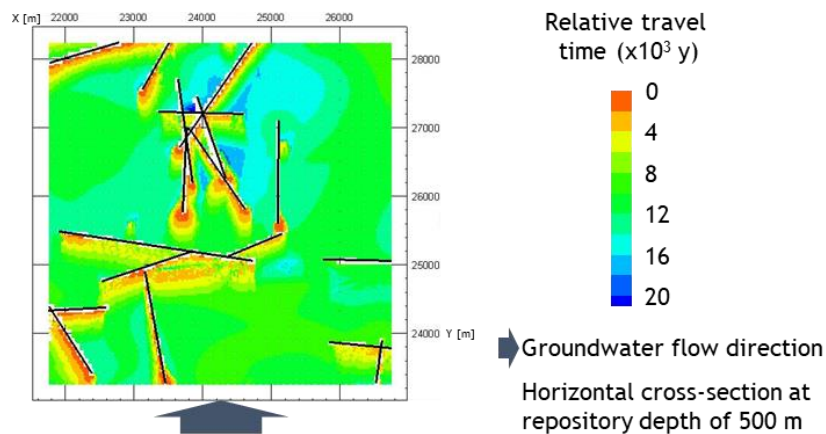 X [m] 22000 23000 24000 25000 26000
28000
27000
26000
25000
24000
Y [m]
Relative travel
time (x10³ y)
0
4
8
12
16
20
Groundwater flow direction
Horizontal cross-section at
repository depth of 500 m